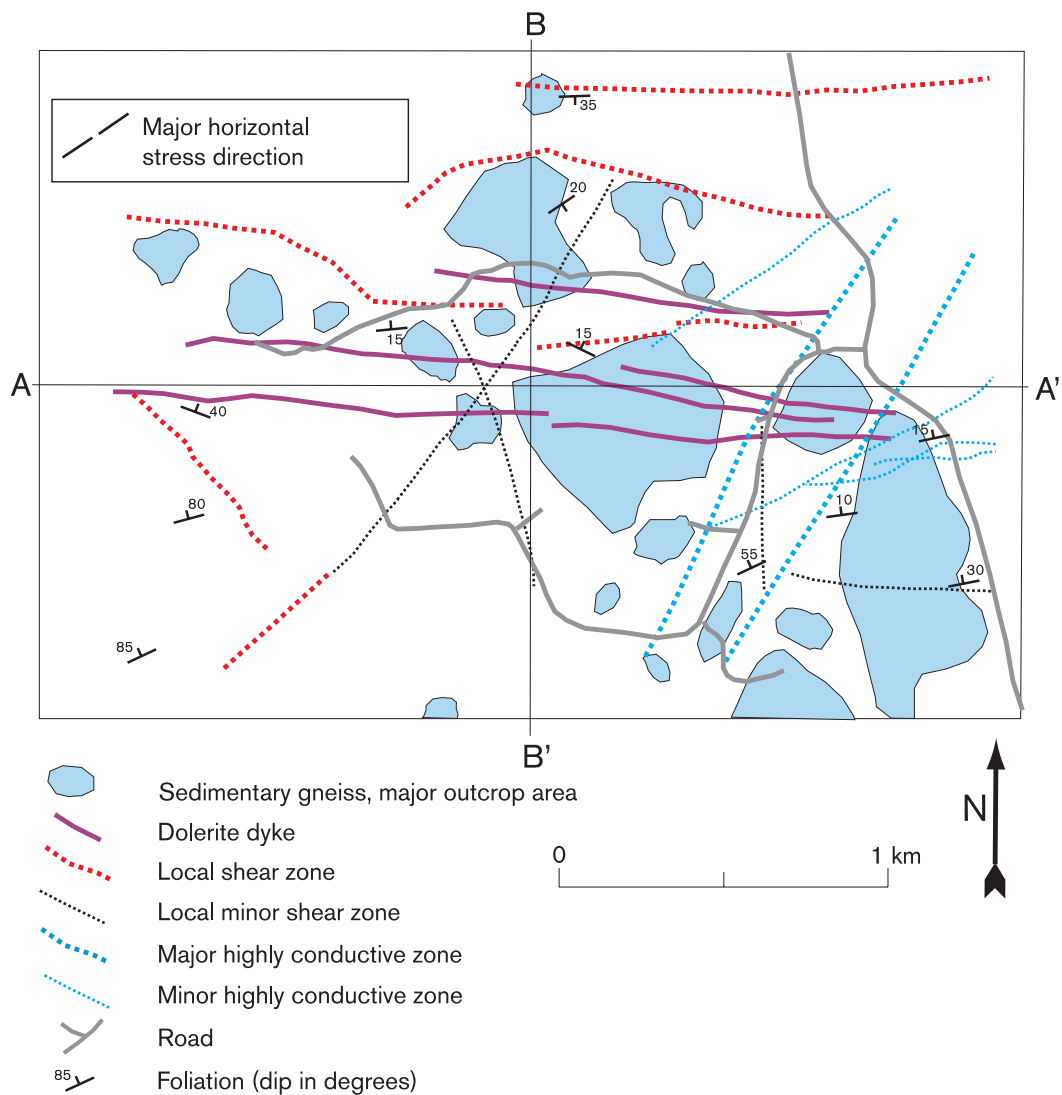 B
35
Major horizontal
stress direction
20
15
15
A
A'
40
15
80
10
55
30
85
B'
Sedimentary gneiss, major outcrop area
Dolerite dyke
N
0
1 km
Local shear zone
Local minor shear zone
Major highly conductive zone
Minor highly conductive zone
Road
85
Foliation (dip in degrees)